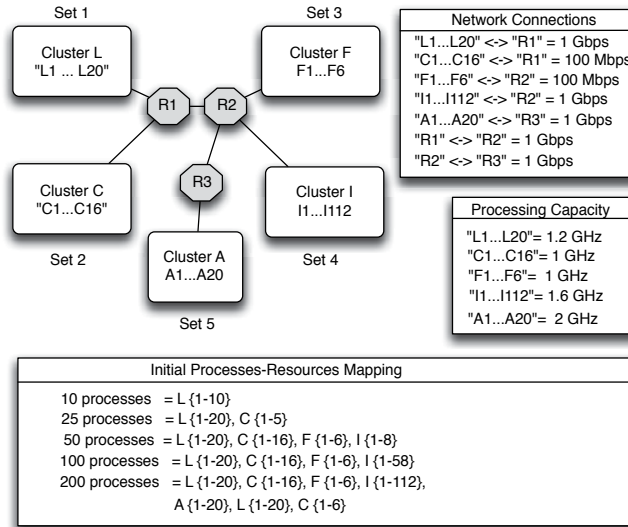 Set 1
Set 3
Cluster L
"L1 ... L20"
Cluster F
F1...F6
R1
R2
R3
Cluster C
"C1...C16"
Cluster I
I1...I112
Set 2
Cluster A
A1...A20
Set 4
Set 5
Network Connections
"L1...L20" <-> "R1" = 1 Gbps
"C1...C16" <-> "R1" = 100 Mbps
"F1...F6" <-> "R2" = 100 Mbps
"I1...I112" <-> "R2" = 1 Gbps
"A1...A20" <-> "R3" = 1 Gbps
"R1" <-> "R2" = 1 Gbps
"R2" <-> "R3" = 1 Gbps
Processing Capacity
"L1...L20"= 1.2 GHz
"C1...C16"= 1 GHz
"F1...F6"= 1 GHz
"I1...I112"= 1.6 GHz
"A1...A20"= 2 GHz
Initial Processes-Resources Mapping
10 processes = L {1-10}
25 processes = L {1-20}, C {1-5}
50 processes = L {1-20}, C {1-16}, F {1-6}, I {1-8}
100 processes = L {1-20}, C {1-16}, F {1-6}, I {1-58}
200 processes = L {1-20}, C {1-16}, F {1-6}, I {1-112},
A {1-20}, L {1-20}, C {1-6}